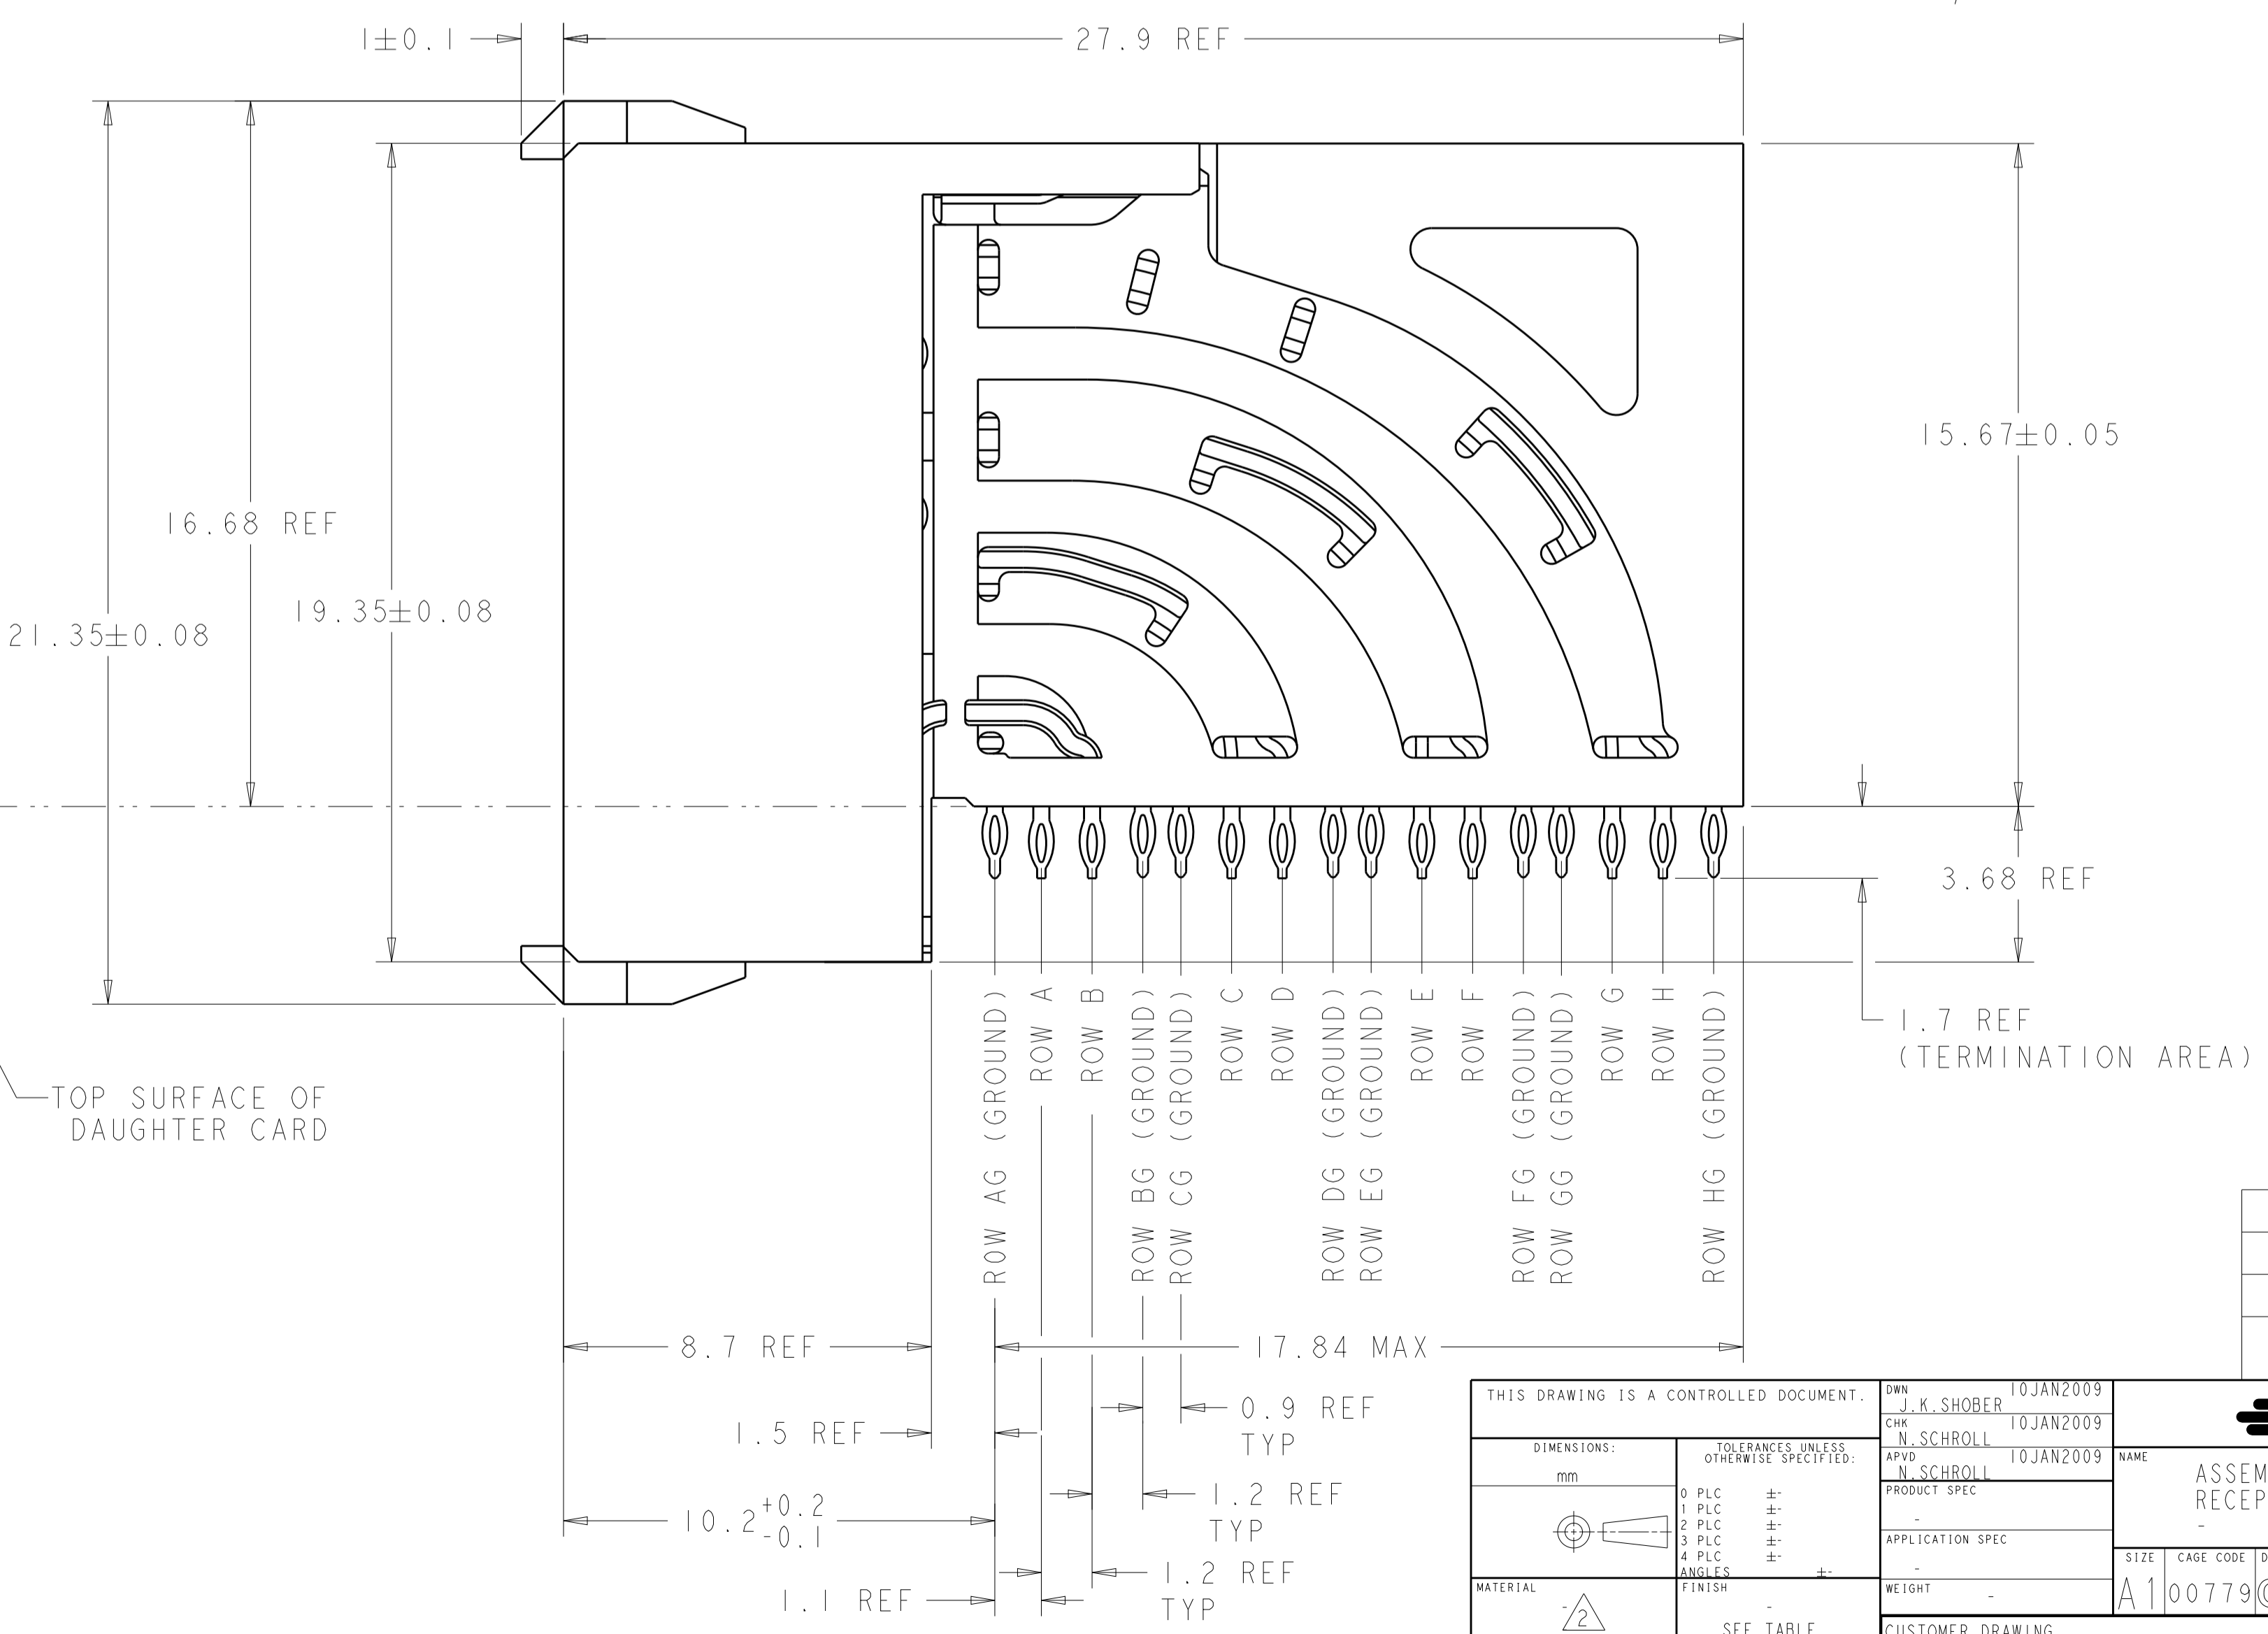 1±0.1
27.9 REF
15.67±0.05
16.68 REF
19.35±0.08
21.35±0.08
3.68 REF
1.7 REF
(TERMINATION AREA)
TOP SURFACE OF
DAUGHTER CARD
ROW AG (GROUND)
ROW A
ROW B
ROW BG (GROUND)
ROW CG (GROUND)
ROW C
ROW D
ROW DG (GROUND)
ROW EG (GROUND)
ROW E
ROW F
ROW FG (GROUND)
ROW GG (GROUND)
ROW G
ROW H
ROW HG (GROUND)
8.7 REF
17.84 MAX
0.9 REF
TYP
1.5 REF
1.2 REF
TYP
10.2 +0.2
-0.1
1.2 REF
TYP
1.1 REF
THIS DRAWING IS A CONTROLLED DOCUMENT.
DIMENSIONS:
mm
TOLERANCES UNLESS
OTHERWISE SPECIFIED:
0 PLC ±-
1 PLC ±-
2 PLC ±-
3 PLC ±-
4 PLC ±-
ANGLES ±-
MATERIAL
-
2
FINISH
-
SEE TABLE
DWN 10JAN2009
J.K.SHOBER
CHK 10JAN2009
N.SCHROLL
APVD 10JAN2009
N.SCHROLL
PRODUCT SPEC
-
APPLICATION SPEC
-
WEIGHT -
CUSTOMER DRAWING
NAME
-
SIZE
A1
CAGE CODE
00779